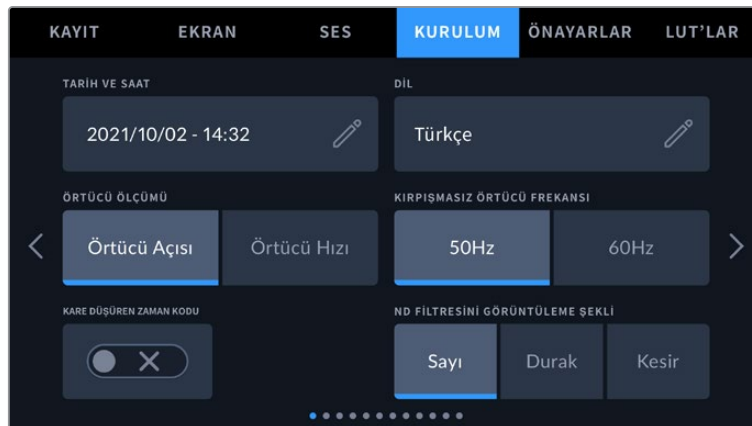 KAYIT EKRAN SES KURULUM ÖNAYARLAR LUT'LAR
TARİH VE SAAT DİL
2021/10/02 - 14:32 Türkçe
ÖRTÜCÜ ÖLÇÜMÜ KIRPIŞMASIZ ÖRTÜCÜ FREKANSI
Örtücü Açısı Örtücü Hızı 50Hz 60Hz
KARE DÜŞÜREN ZAMAN KODU ND FİLTRESİNİ GÖRÜNTÜLEME ŞEKLİ
Sayı Durak Kesir